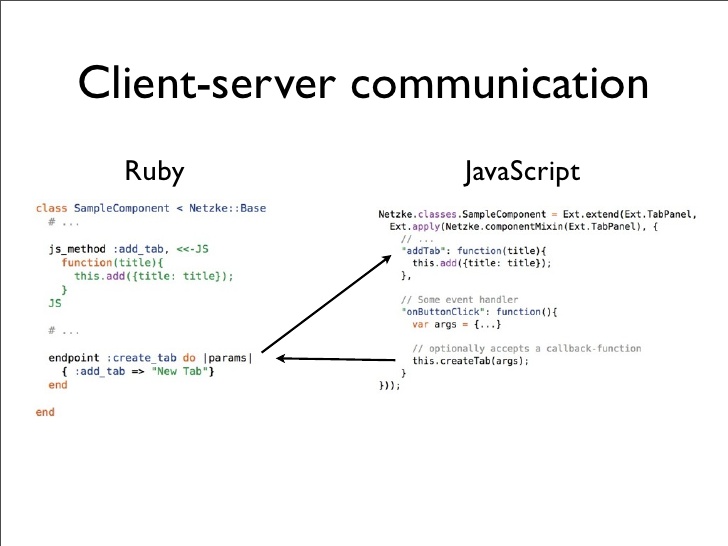 Client-server communication
Ruby
class SampleComponent < Netzke::Base
  # ...
  js_method :add_tab, <<-JS
    function(title){
      this.add({title: title});
    }
  JS
  # ...
  endpoint :create_tab do |params|
    { :add_tab => "New Tab"}
  end
end
JavaScript
Netzke.classes.SampleComponent = Ext.extend(Ext.TabPanel,
  Ext.apply(Netzke.componentMixin(Ext.TabPanel), {
    // ...
    "addTab": function(title){
      this.add({title: title});
    },
    // Some event handler
    "onButtonClick": function(){
      var args = {...}
      // optionally accepts a callback-function
      this.createTab(args);
    }
}));